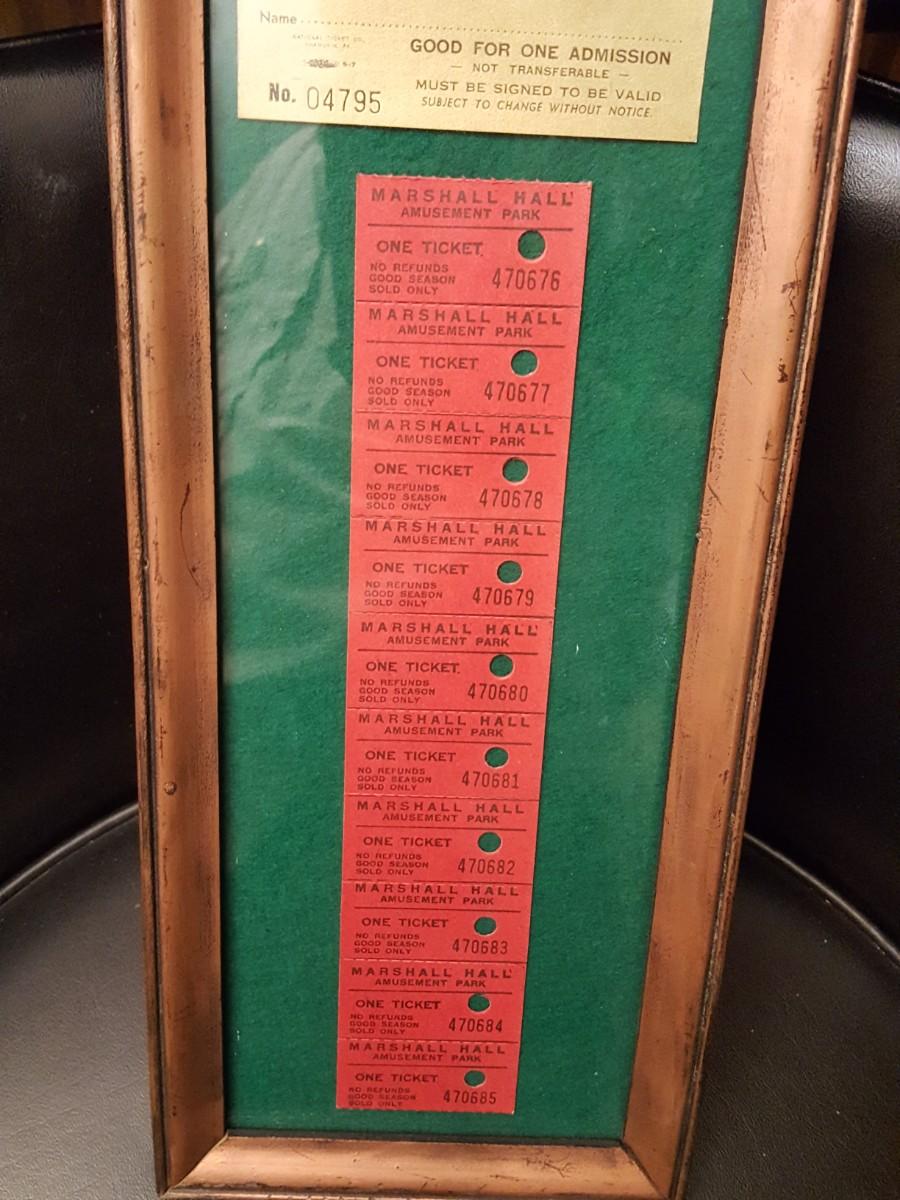 Name
NATIONAL TICKET CO.
SHAMOKIN, PA.
GOOD FOR ONE ADMISSION
— NOT TRANSFERABLE —
MUST BE SIGNED TO BE VALID
SUBJECT TO CHANGE WITHOUT NOTICE.
No. 04795
MARSHALL HALL
AMUSEMENT PARK
ONE TICKET
NO REFUNDS
GOOD SEASON
SOLD ONLY
470676
MARSHALL HALL
AMUSEMENT PARK
ONE TICKET
NO REFUNDS
GOOD SEASON
SOLD ONLY
470677
MARSHALL HALL
AMUSEMENT PARK
ONE TICKET
NO REFUNDS
GOOD SEASON
SOLD ONLY
470678
MARSHALL HALL
AMUSEMENT PARK
ONE TICKET
NO REFUNDS
GOOD SEASON
SOLD ONLY
470679
MARSHALL HALL
AMUSEMENT PARK
ONE TICKET
NO REFUNDS
GOOD SEASON
SOLD ONLY
470680
MARSHALL HALL
AMUSEMENT PARK
ONE TICKET
NO REFUNDS
GOOD SEASON
SOLD ONLY
470681
MARSHALL HALL
AMUSEMENT PARK
ONE TICKET
NO REFUNDS
GOOD SEASON
SOLD ONLY
470682
MARSHALL HALL
AMUSEMENT PARK
ONE TICKET
NO REFUNDS
GOOD SEASON
SOLD ONLY
470683
MARSHALL HALL
AMUSEMENT PARK
ONE TICKET
NO REFUNDS
GOOD SEASON
SOLD ONLY
470684
MARSHALL HALL
AMUSEMENT PARK
ONE TICKET
NO REFUNDS
GOOD SEASON
SOLD ONLY
470685